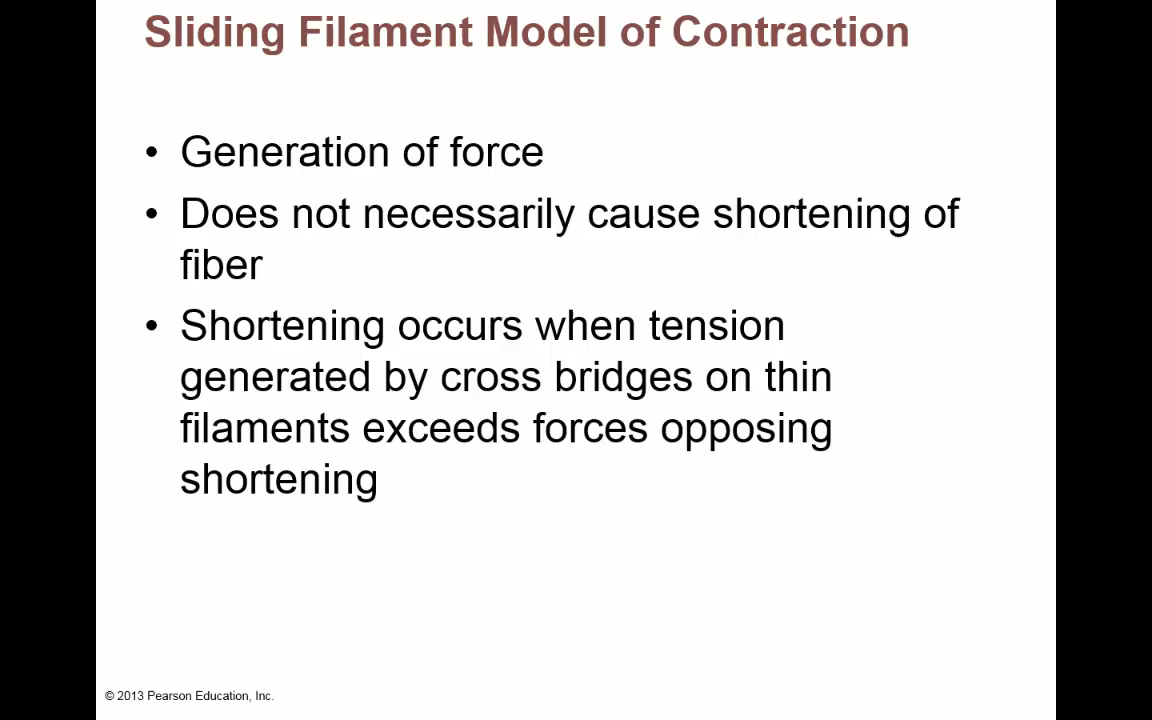 Sliding Filament Model of Contraction
• Generation of force
• Does not necessarily cause shortening of
fiber
• Shortening occurs when tension
generated by cross bridges on thin
filaments exceeds forces opposing
shortening
© 2013 Pearson Education, Inc.